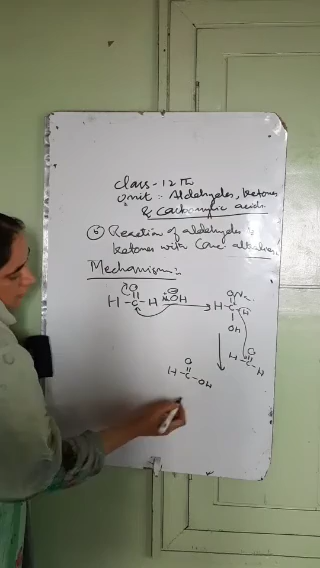 Class - 12th
Unit :- Aldehydes, ketones
& Carboxylic acids
⑤ Reaction of aldehydes &
ketones with Conc alkalies
Mechanism:-
O O⁻Na
H - C - H NaOH H - C - H
OH
O
H - C - H
O
H - C - OH